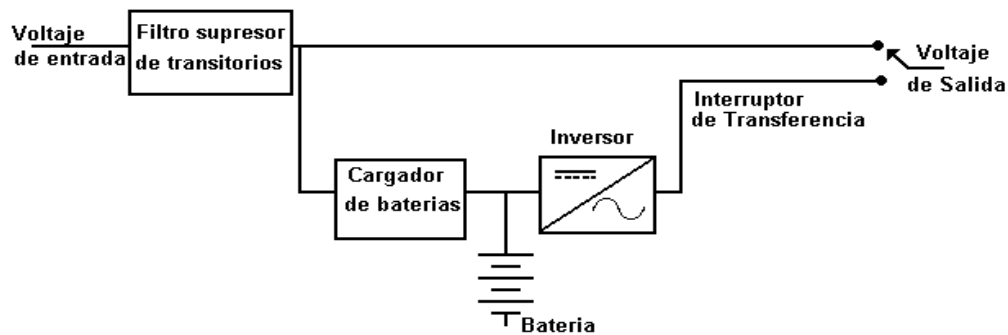 Voltaje
de entrada
Filtro supresor
de transitorios
Voltaje
de Salida
Interruptor
de Transferencia
Inversor
Cargador
de baterias
Bateria